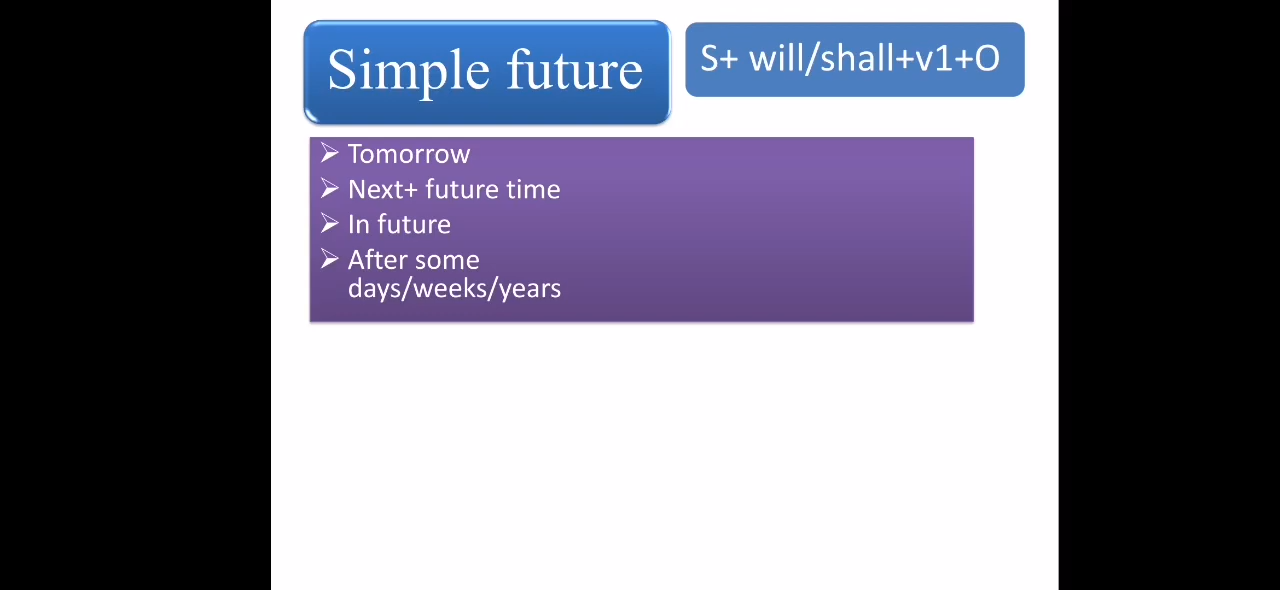 Simple future
S+ will/shall+v1+O
➢ Tomorrow
➢ Next+ future time
➢ In future
➢ After some
days/weeks/years